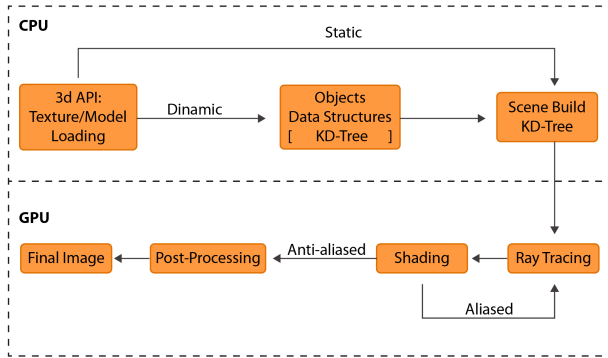 CPU
Static
3d API:
Texture/Model
Loading
Dinamic
Objects
Data Structures
[ KD-Tree ]
Scene Build
KD-Tree
GPU
Final Image
Post-Processing
Anti-aliased
Shading
Ray Tracing
Aliased